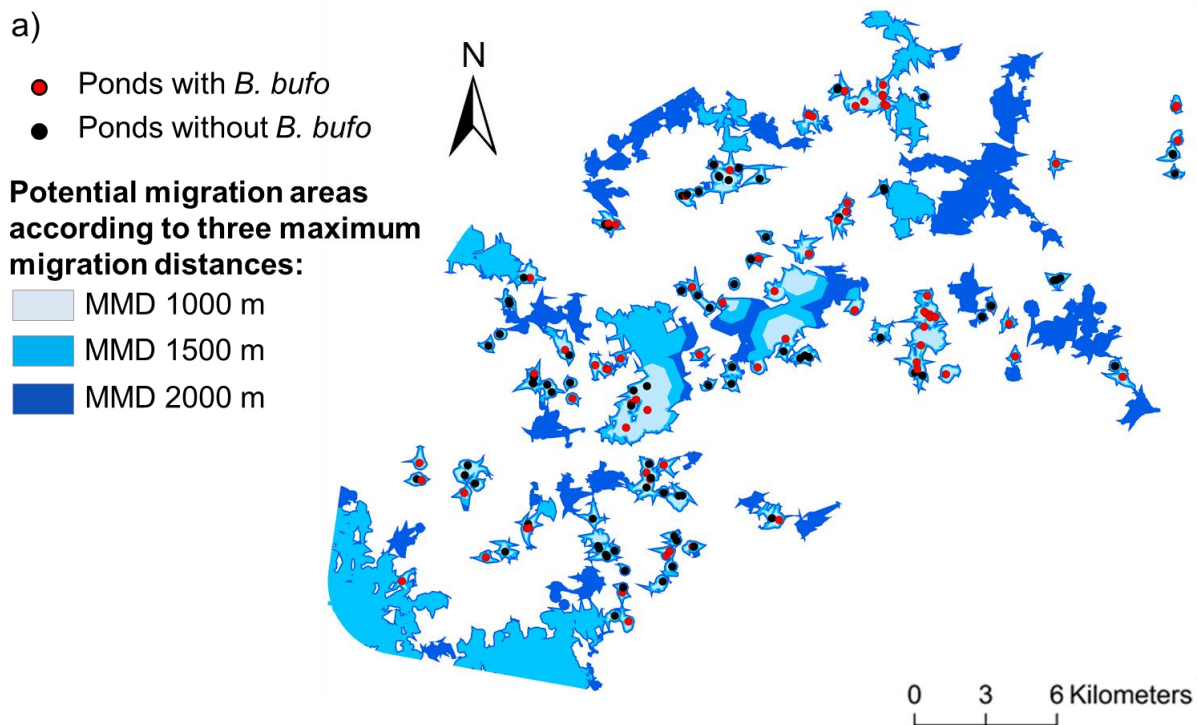 a)
N
Ponds with B. bufo
Ponds without B. bufo
Potential migration areas
according to three maximum
migration distances:
MMD 1000 m
MMD 1500 m
MMD 2000 m
0 3 6 Kilometers